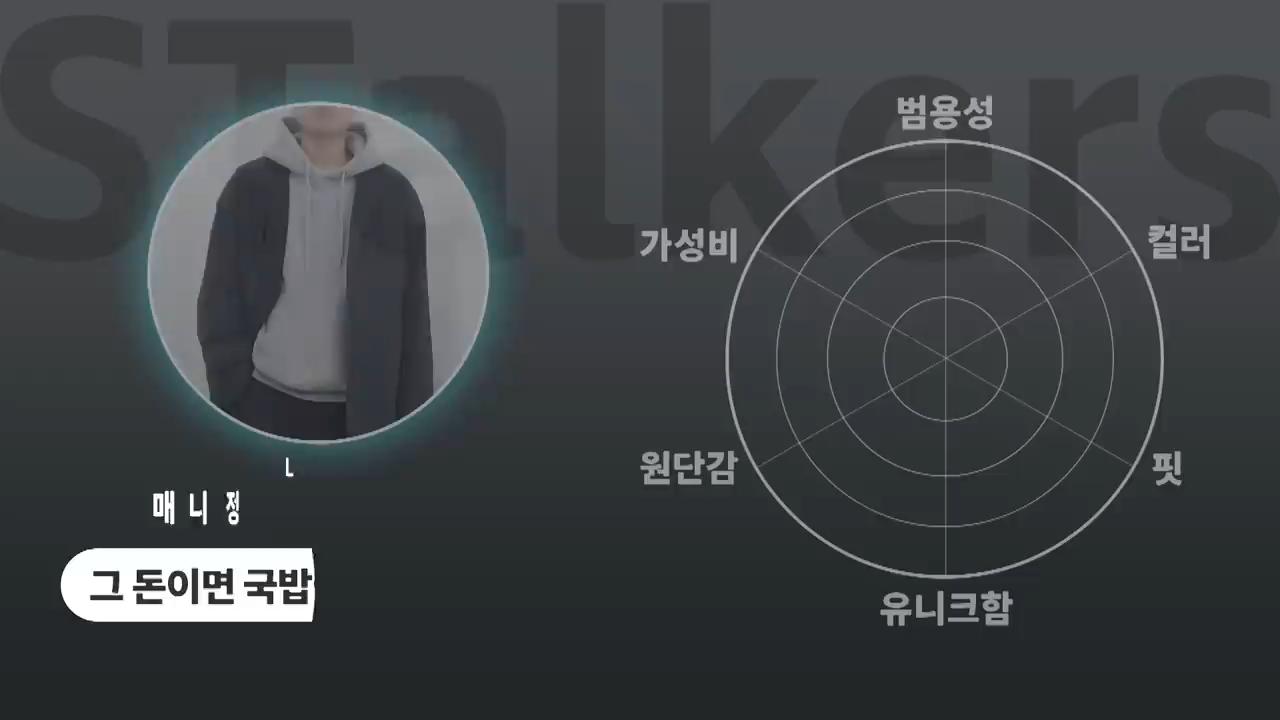 STalkers
범용성
가성비
컬러
L
원단감
핏
매 니 정
그 돈이면 국밥
유니크함